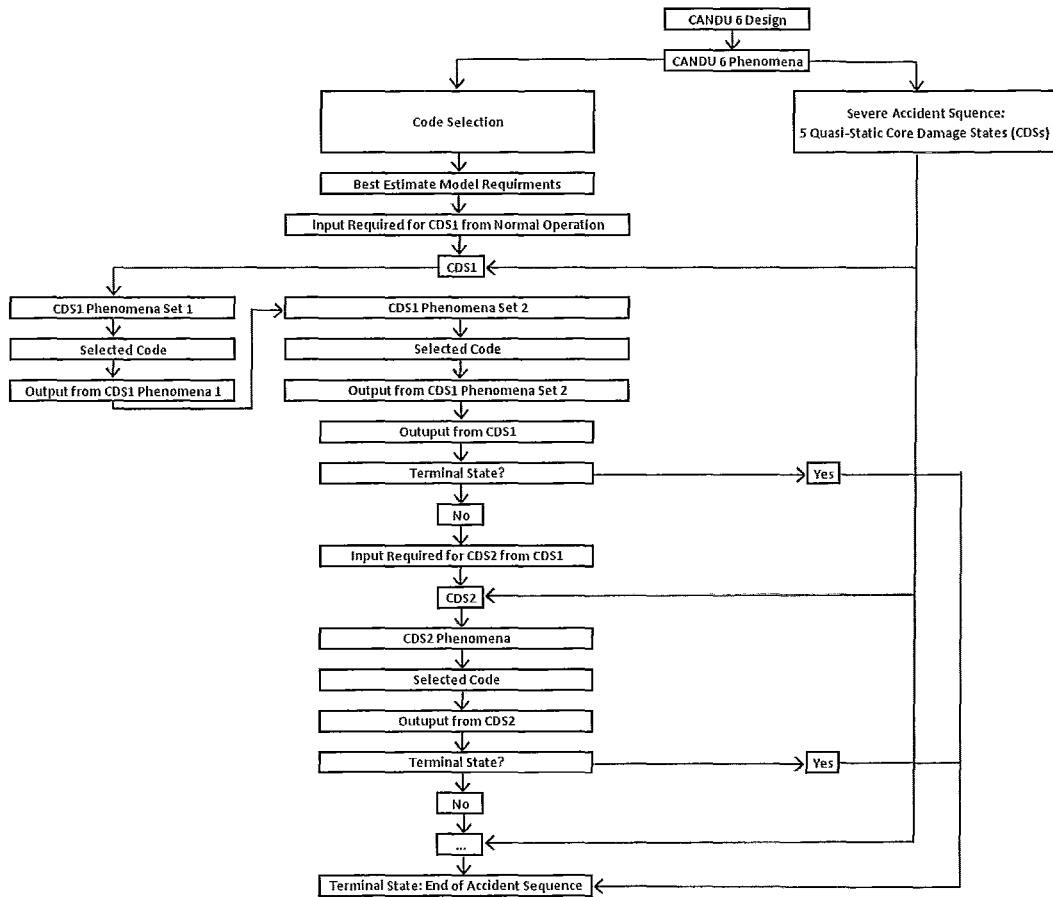 CANDU 6 Design
CANDU 6 Phenomena
Code Selection
Severe Accident Squence:
5 Quasi-Static Core Damage States (CDSs)
Best Estimate Model Requirments
Input Required for CDS1 from Normal Operation
CDS1
CDS1 Phenomena Set 1
CDS1 Phenomena Set 2
Selected Code
Selected Code
Output from CDS1 Phenomena 1
Output from CDS1 Phenomena Set 2
Outuput from CDS1
Terminal State?
Yes
No
Input Required for CDS2 from CDS1
CDS2
CDS2 Phenomena
Selected Code
Outuput from CDS2
Terminal State?
Yes
No
...
Terminal State: End of Accident Sequence